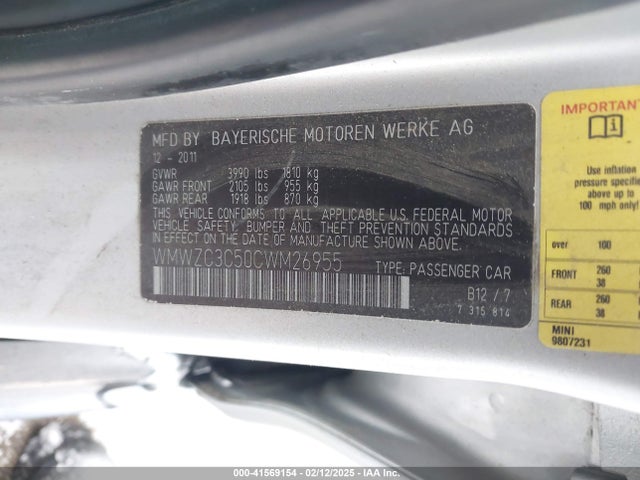 MFD BY BAYERISCHE MOTOREN WERKE AG
12 - 2011
GVWR 3990 lbs 1810 kg
GAWR FRONT 2105 lbs 955 kg
GAWR REAR 1918 lbs 870 kg
THIS VEHICLE CONFORMS TO ALL APPLICABLE U.S. FEDERAL MOTOR
VEHICLE SAFETY, BUMPER, AND THEFT PREVENTION STANDARDS
IN EFFECT ON THE DATE OF MANUFACTURE SHOWN ABOVE.
WMWZC3C50CWM26955 TYPE: PASSENGER CAR
B12 / 7
7 315 814
IMPORTANT
Use inflation
pressure specified
accessible up to
100 mph only!
over 100
FRONT 260
38
REAR 260
38
MINI
9807231
000-41569154 - 02/12/2025 - IAA Inc.